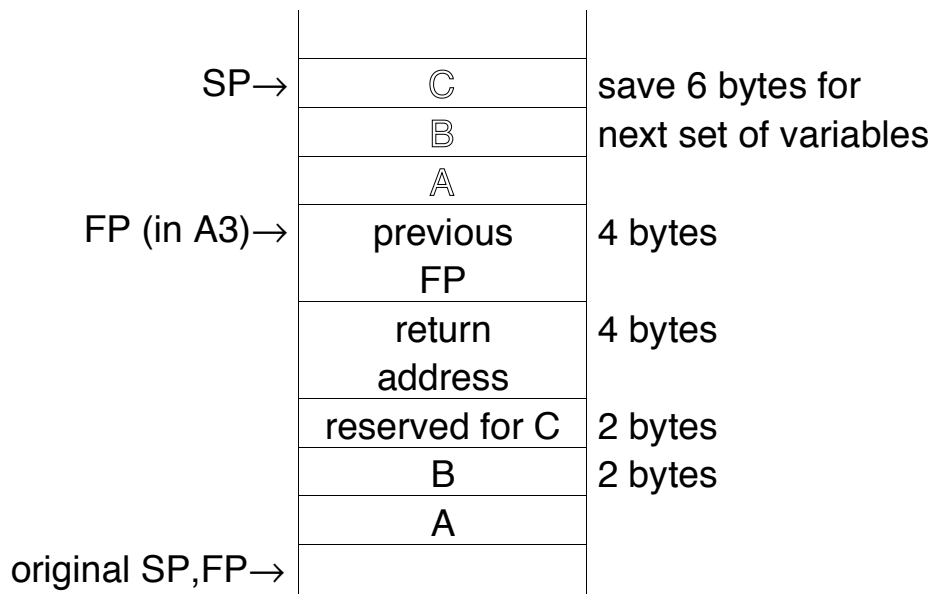 SP→ ℂ save 6 bytes for
𝔹 next set of variables
𝔸
FP (in A3)→ previous 4 bytes
FP
return 4 bytes
address
reserved for C 2 bytes
B 2 bytes
A
original SP,FP→